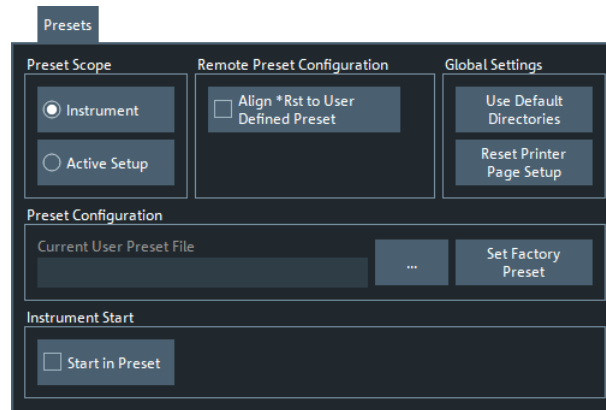 Presets
Preset Scope
Remote Preset Configuration
Global Settings
Instrument
Align *Rst to User
Defined Preset
Use Default
Directories
Active Setup
Reset Printer
Page Setup
Preset Configuration
Current User Preset File
...
Set Factory
Preset
Instrument Start
Start in Preset